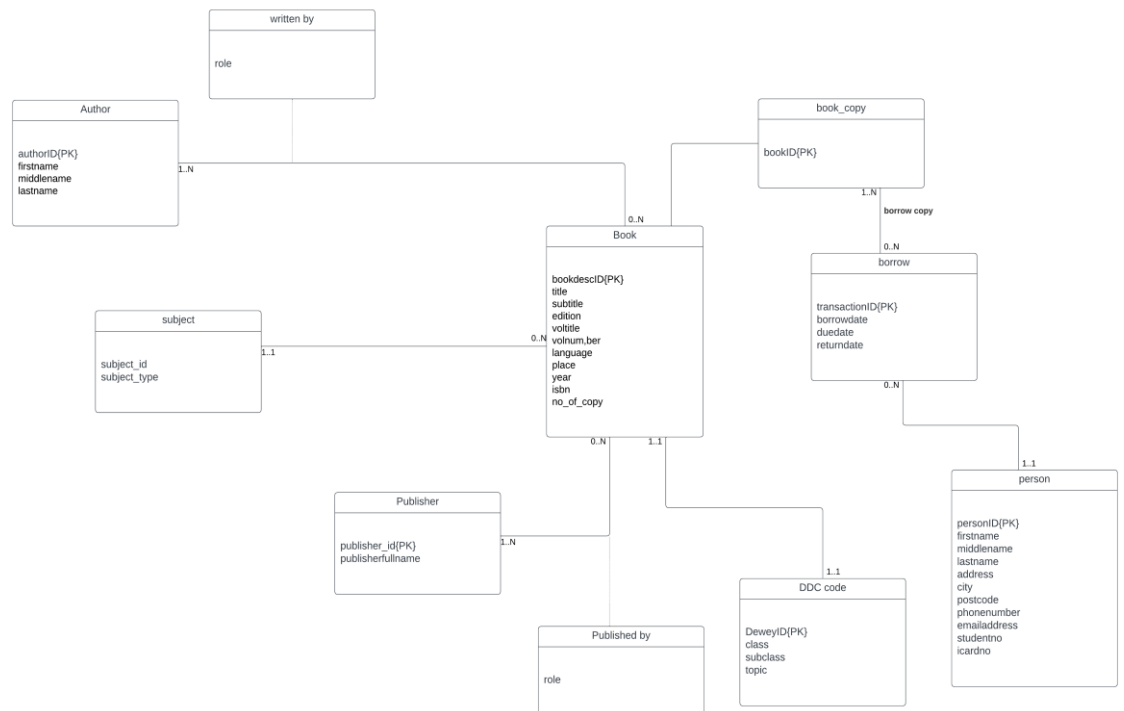 written by
role
Author
authorID{PK}
firstname
middlename
lastname
1..N
0..N
book_copy
bookID{PK}
1..N
borrow copy
0..N
borrow
transactionID{PK}
borrowdate
duedate
returndate
0..N
Book
bookdescID{PK}
title
subtitle
edition
voltitle
volnum,ber
language
place
year
isbn
no_of_copy
0..N
subject
subject_id
subject_type
1..1
0..N
1..1
Publisher
publisher_id{PK}
publisherfullname
1..N
1..1
person
personID{PK}
firstname
middlename
lastname
address
city
postcode
phonenumber
emailaddress
studentno
icardno
1..1
DDC code
DeweyID{PK}
class
subclass
topic
Published by
role